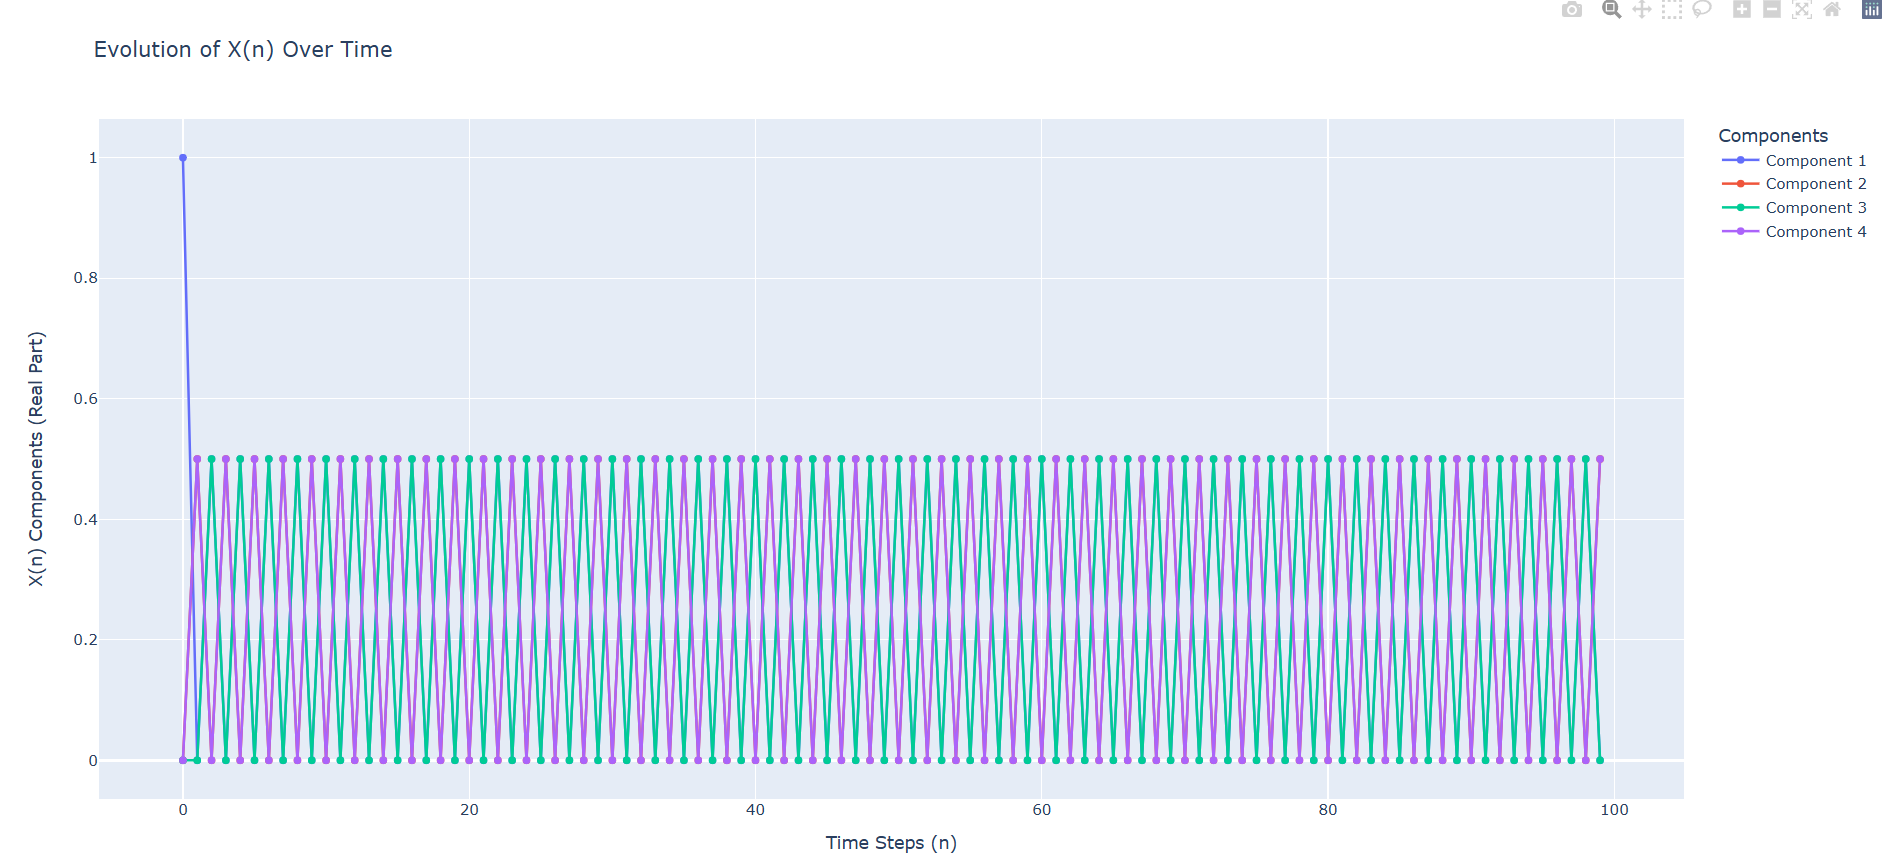 Evolution of X(n) Over Time
Components
Component 1
Component 2
Component 3
Component 4
X(n) Components (Real Part)
1
0.8
0.6
0.4
0.2
0
0 20 40 60 80 100
Time Steps (n)